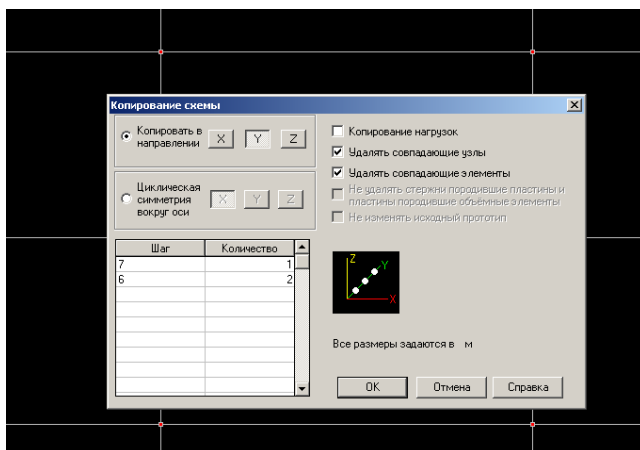 Копирование схемы
Копировать в
направлении
X Y Z
Циклическая
симметрия
вокруг оси
X Y Z
Копирование нагрузок
Удалять совпадающие узлы
Удалять совпадающие элементы
Не удалять стержни породившие пластины и
пластины породившие объёмные элементы
Не изменять исходный прототип
Шаг Количество
7 1
6 2
Z
Y
X
Все размеры задаются в м
OK Отмена Справка